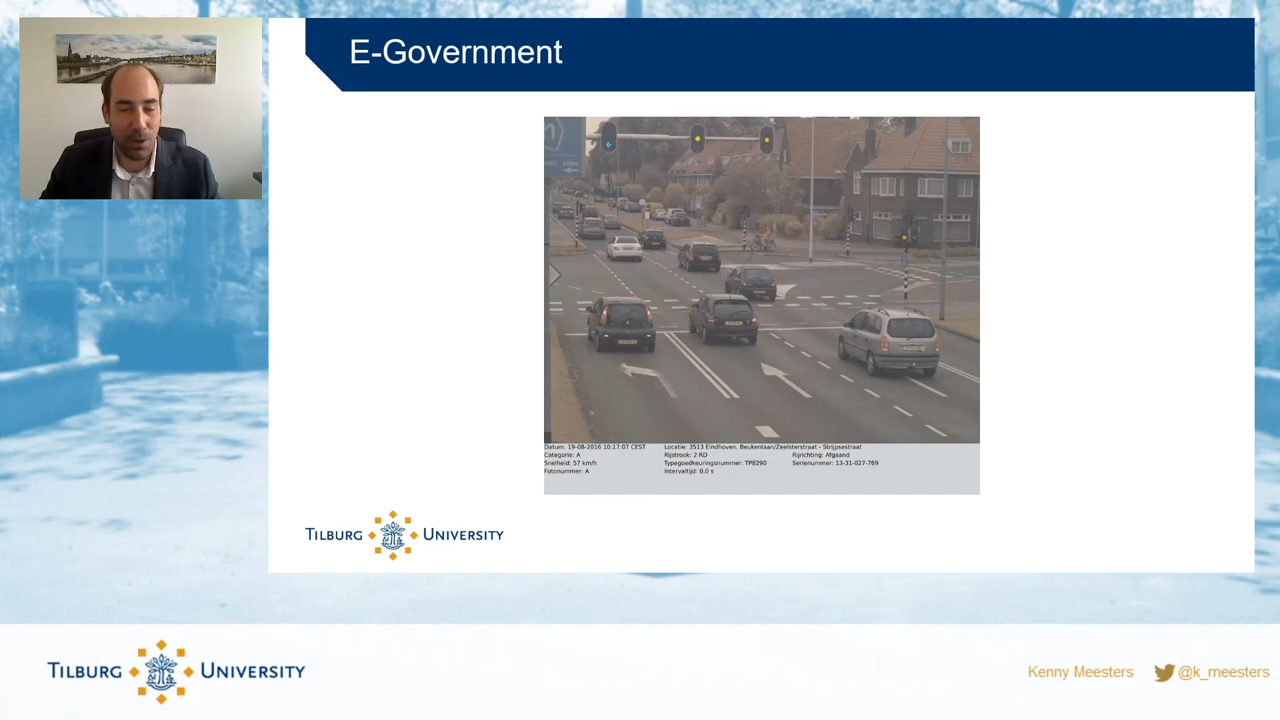 E-Government
Datum: 19-08-2016 10:17:07 CEST
Locatie: 3513 Eindhoven, Beukenlaan/Zeelsterstraat - Strijpsestraat
Categorie: A
Rijstrook: 2 RD
Rijrichting: Afgaand
Snelheid: 57 km/h
Typegoedkeuringsnummer: TP8290
Serienummer: 13-31-027-769
Fotonummer: A
Intervaltijd: 0,0 s
TILBURG UNIVERSITY
TILBURG UNIVERSITY
Kenny Meesters
@k_meesters